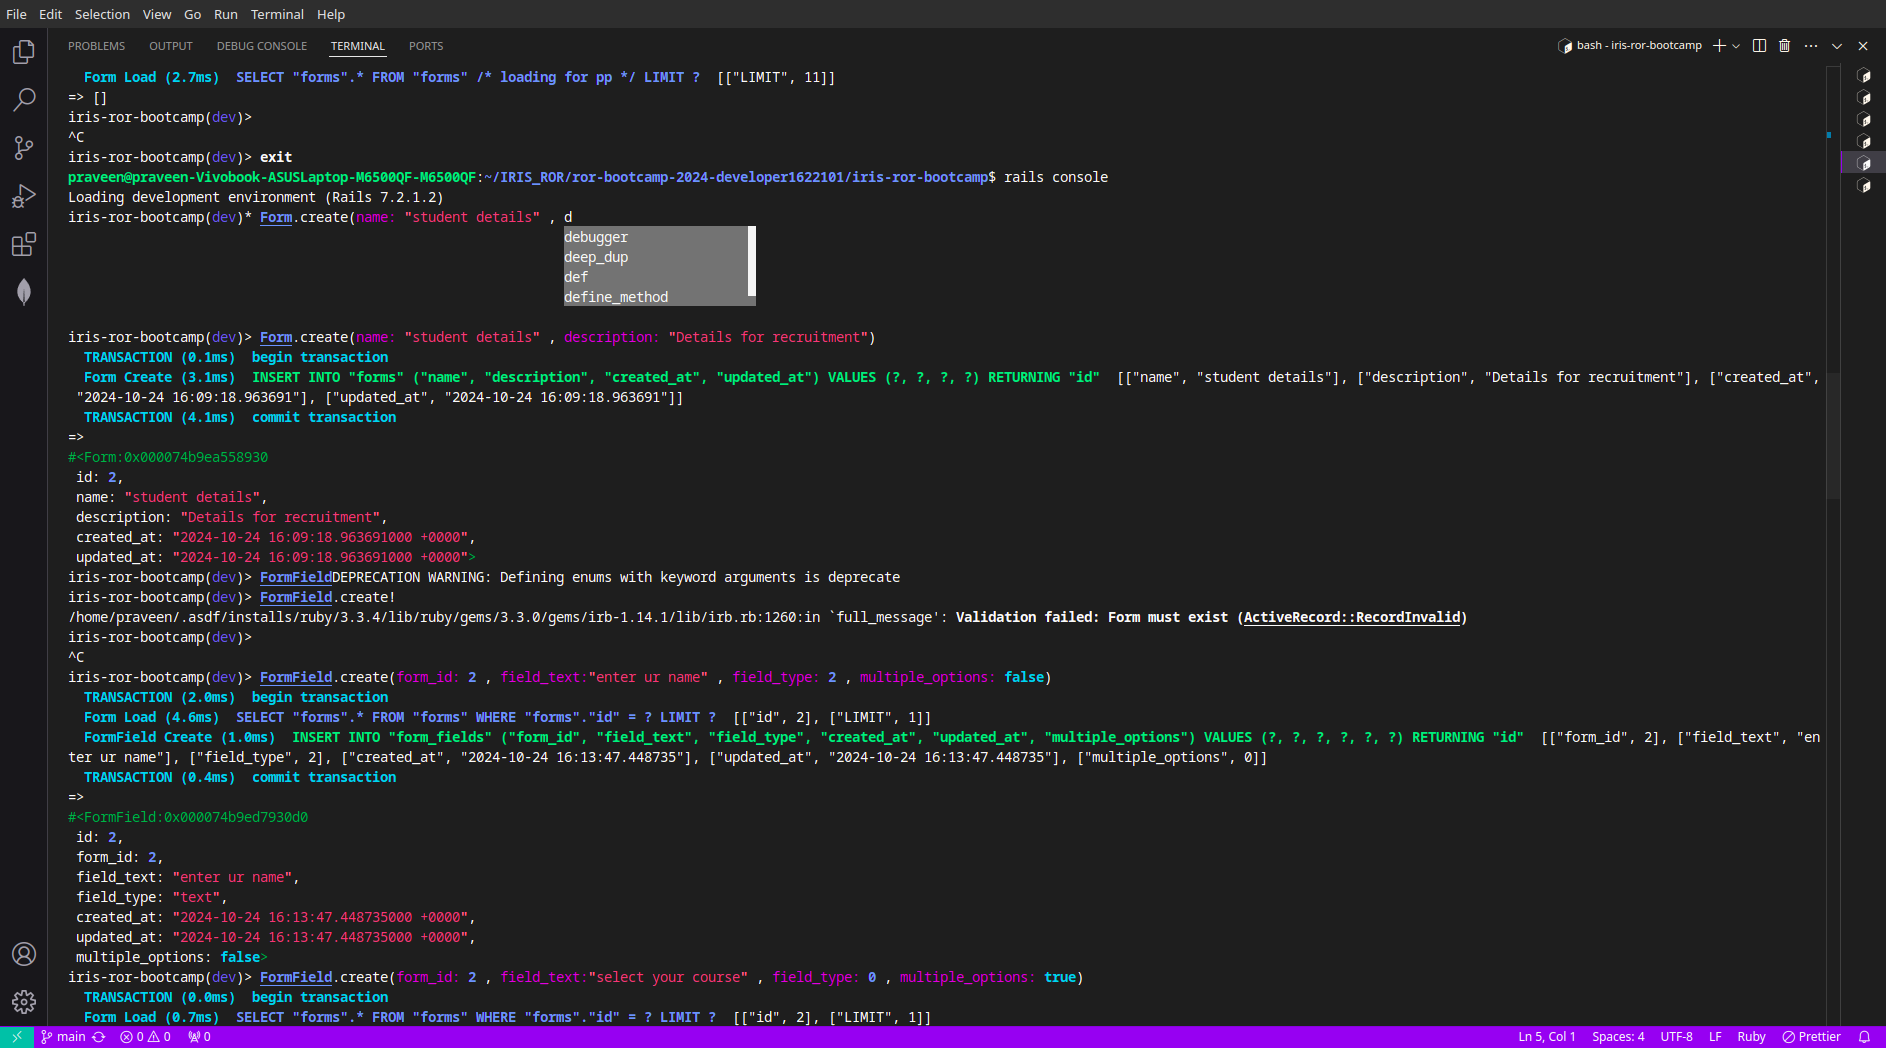 File Edit Selection View Go Run Terminal Help
PROBLEMS OUTPUT DEBUG CONSOLE TERMINAL PORTS bash - iris-ror-bootcamp
Form Load (2.7ms) SELECT "forms".* FROM "forms" /* loading for pp */ LIMIT ? [["LIMIT", 11]]
=> []
iris-ror-bootcamp(dev)>
^C
iris-ror-bootcamp(dev)> exit
praveen@praveen-Vivobook-ASUSLaptop-M6500QF-M6500QF:~/IRIS_ROR/ror-bootcamp-2024-developer1622101/iris-ror-bootcamp$ rails console
Loading development environment (Rails 7.2.1.2)
iris-ror-bootcamp(dev)* Form.create(name: "student details" , d
debugger
deep_dup
def
define_method
iris-ror-bootcamp(dev)> Form.create(name: "student details" , description: "Details for recruitment")
TRANSACTION (0.1ms) begin transaction
Form Create (3.1ms) INSERT INTO "forms" ("name", "description", "created_at", "updated_at") VALUES (?, ?, ?, ?) RETURNING "id" [["name", "student details"], ["description", "Details for recruitment"], ["created_at",
"2024-10-24 16:09:18.963691"], ["updated_at", "2024-10-24 16:09:18.963691"]]
TRANSACTION (4.1ms) commit transaction
=>
#<Form:0x000074b9ea558930
id: 2,
name: "student details",
description: "Details for recruitment",
created_at: "2024-10-24 16:09:18.963691000 +0000",
updated_at: "2024-10-24 16:09:18.963691000 +0000">
iris-ror-bootcamp(dev)> FormFieldDEPRECATION WARNING: Defining enums with keyword arguments is deprecate
iris-ror-bootcamp(dev)> FormField.create!
/home/praveen/.asdf/installs/ruby/3.3.4/lib/ruby/gems/3.3.0/gems/irb-1.14.1/lib/irb.rb:1260:in `full_message': Validation failed: Form must exist (ActiveRecord::RecordInvalid)
iris-ror-bootcamp(dev)>
^C
iris-ror-bootcamp(dev)> FormField.create(form_id: 2 , field_text:"enter ur name" , field_type: 2 , multiple_options: false)
TRANSACTION (2.0ms) begin transaction
Form Load (4.6ms) SELECT "forms".* FROM "forms" WHERE "forms"."id" = ? LIMIT ? [["id", 2], ["LIMIT", 1]]
FormField Create (1.0ms) INSERT INTO "form_fields" ("form_id", "field_text", "field_type", "created_at", "updated_at", "multiple_options") VALUES (?, ?, ?, ?, ?, ?) RETURNING "id" [["form_id", 2], ["field_text", "en
ter ur name"], ["field_type", 2], ["created_at", "2024-10-24 16:13:47.448735"], ["updated_at", "2024-10-24 16:13:47.448735"], ["multiple_options", 0]]
TRANSACTION (0.4ms) commit transaction
=>
#<FormField:0x000074b9ed7930d0
id: 2,
form_id: 2,
field_text: "enter ur name",
field_type: "text",
created_at: "2024-10-24 16:13:47.448735000 +0000",
updated_at: "2024-10-24 16:13:47.448735000 +0000",
multiple_options: false>
iris-ror-bootcamp(dev)> FormField.create(form_id: 2 , field_text:"select your course" , field_type: 0 , multiple_options: true)
TRANSACTION (0.0ms) begin transaction
Form Load (0.7ms) SELECT "forms".* FROM "forms" WHERE "forms"."id" = ? LIMIT ? [["id", 2], ["LIMIT", 1]]
main 0 0 0 Ln 5, Col 1 Spaces: 4 UTF-8 LF Ruby Prettier